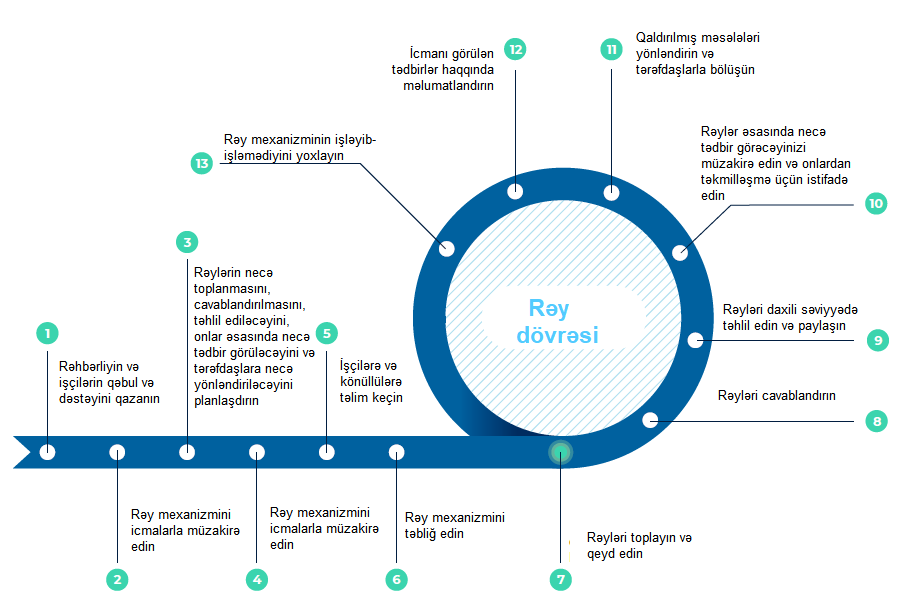 1
Rəhbərliyin və
işçilərin qəbul və
dəstəyini qazanın
2
Rəy mexanizmini
icmalarla müzakirə
edin
3
Rəylərin necə
toplanmasını,
cavablandırılmasını,
təhlil ediləcəyini,
onlar əsasında necə
tədbir görüləcəyini və
tərəfdaşlara necə
yönləndiriləcəyini
planlaşdırın
4
Rəy mexanizmini
icmalarla müzakirə
edin
5
İşçilərə və
könüllülərə
təlim keçin
6
Rəy mexanizmini
təbliğ edin
7
Rəyləri toplayın və
qeyd edin
8
Rəyləri cavablandırın
9
Rəyləri daxili səviyyədə
təhlil edin və paylaşın
10
Rəylər əsasında necə
tədbir görəcəyinizi
müzakirə edin və onlardan
təkmilləşmə üçün istifadə
edin
11
Qaldırılmış məsələləri
yönləndirin və
tərəfdaşlarla bölüşün
12
İcmanı görülən
tədbirlər haqqında
məlumatlandırın
13
Rəy mexanizminin işləyib-
işləmədiyini yoxlayın
Rəy
dövrəsi